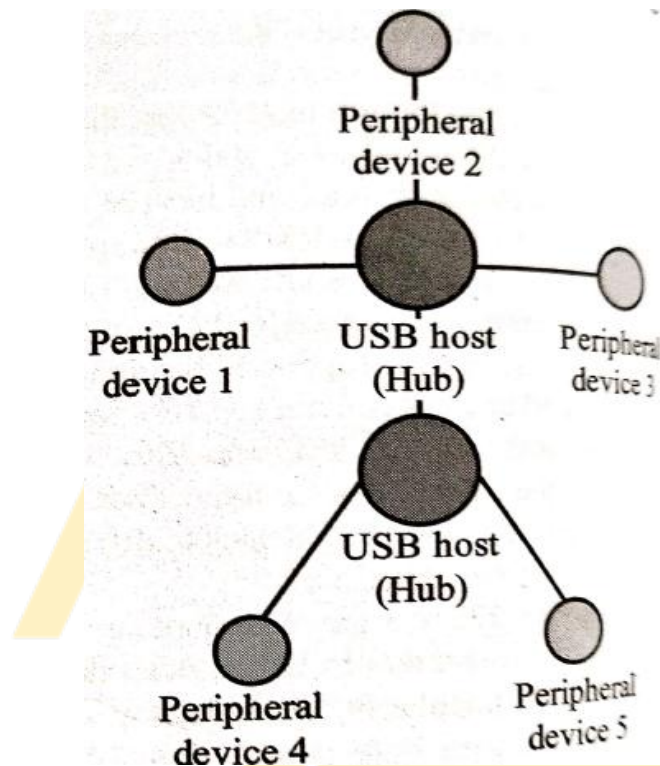 Peripheral
device 2
Peripheral
device 1
USB host
(Hub)
Peripheral
device 3
USB host
(Hub)
Peripheral
device 4
Peripheral
device 5